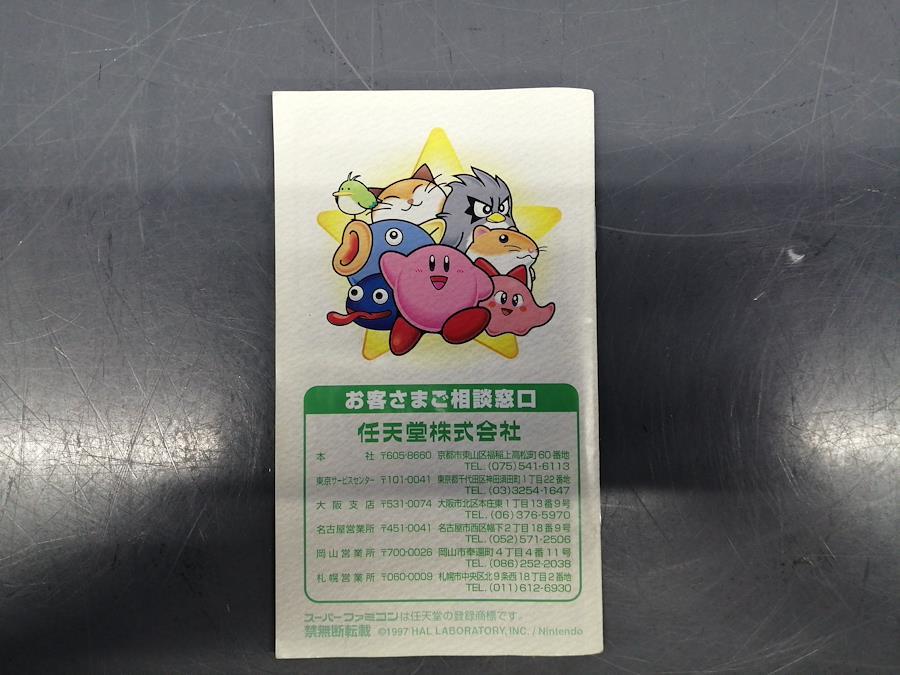 お客さまご相談窓口
任天堂株式会社
本社 〒605-8660 京都市東山区福稲上高松町60番地
TEL.(075)541-6113
東京サービスセンター 〒101-0041 東京都千代田区神田須田町1丁目22番地
TEL.(03)3254-1647
大阪支店 〒531-0074 大阪市北区本庄東1丁目13番9号
TEL.(06)376-5970
名古屋営業所 〒451-0041 名古屋市西区幅下2丁目18番9号
TEL.(052)571-2506
岡山営業所 〒700-0026 岡山市奉還町4丁目4番11号
TEL.(086)252-2038
札幌営業所 〒060-0009 札幌市中央区北9条西18丁目2番地
TEL.(011)612-6930
スーパーファミコンは任天堂の登録商標です。
禁無断転載 ©1997 HAL LABORATORY, INC. / Nintendo